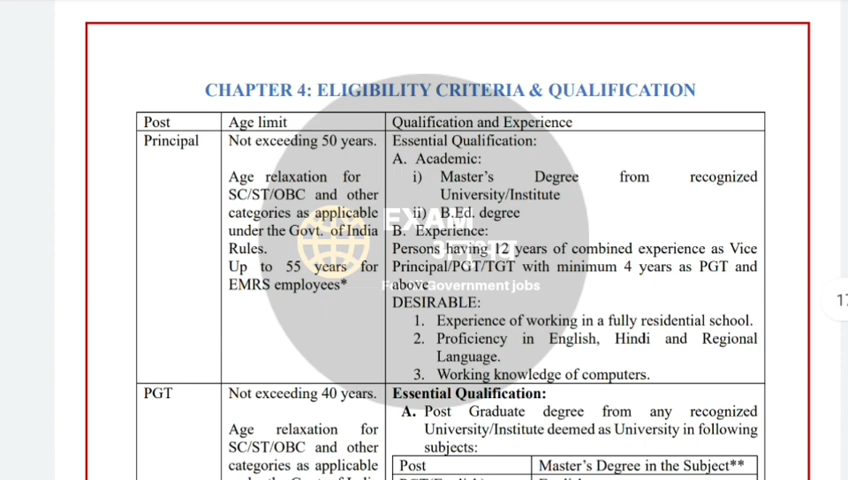 CHAPTER 4: ELIGIBILITY CRITERIA & QUALIFICATION
Post Age limit Qualification and Experience
Principal Not exceeding 50 years. Essential Qualification:
A. Academic:
Age relaxation for i) Master's Degree from recognized
SC/ST/OBC and other University/Institute
categories as applicable ii) B.Ed. degree
under the Govt. of India B. Experience:
Rules. Persons having 12 years of combined experience as Vice
Up to 55 years for Principal/PGT/TGT with minimum 4 years as PGT and
EMRS employees* above
DESIRABLE:
1. Experience of working in a fully residential school.
2. Proficiency in English, Hindi and Regional
Language.
3. Working knowledge of computers.
PGT Not exceeding 40 years. Essential Qualification:
A. Post Graduate degree from any recognized
Age relaxation for University/Institute deemed as University in following
SC/ST/OBC and other subjects:
categories as applicable Post Master's Degree in the Subject**
EXAM
Government jobs
17